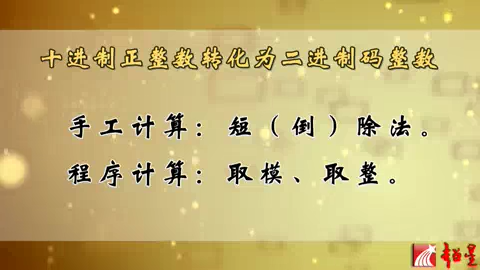 十进制正整数转化为二进制码整数
手工计算：短（倒）除法。
程序计算：取模、取整。